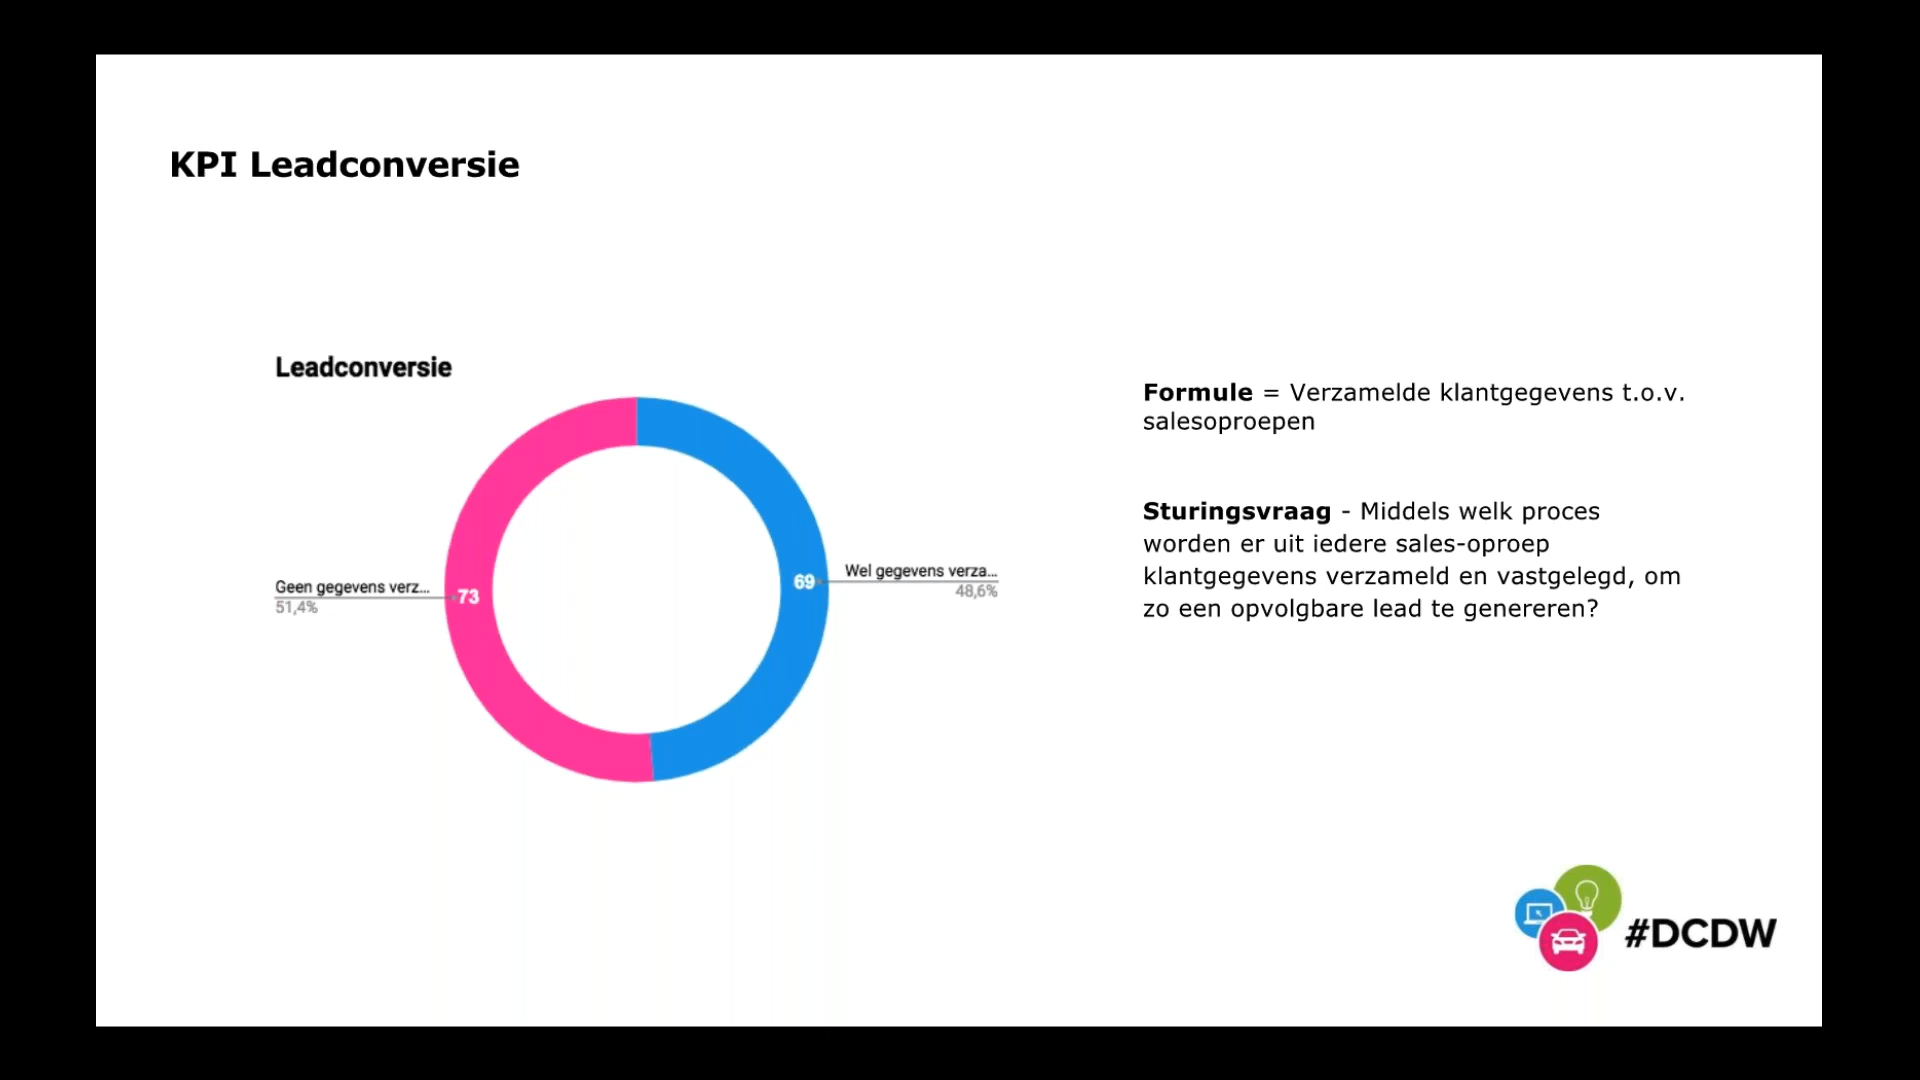 KPI Leadconversie
Leadconversie
Geen gegevens verz...
51,4%
73
69
Wel gegevens verza...
48,6%
Formule = Verzamelde klantgegevens t.o.v.
salesoproepen
Sturingsvraag - Middels welk proces
worden er uit iedere sales-oproep
klantgegevens verzameld en vastgelegd, om
zo een opvolgbare lead te genereren?
#DCDW